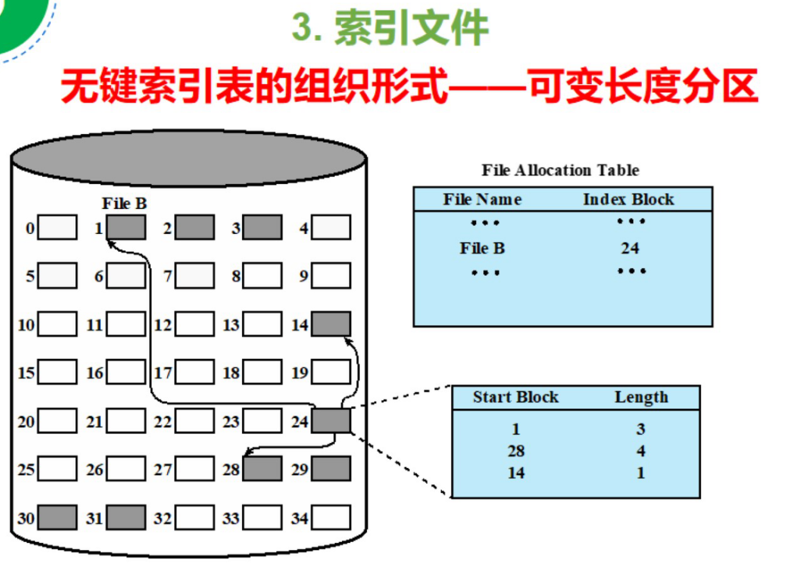 3. 索引文件
无键索引表的组织形式——可变长度分区
File Allocation Table
File Name Index Block
••• •••
File B 24
••• •••
File B
0 1 2 3 4
5 6 7 8 9
10 11 12 13 14
15 16 17 18 19
20 21 22 23 24
25 26 27 28 29
30 31 32 33 34
Start Block Length
1 3
28 4
14 1